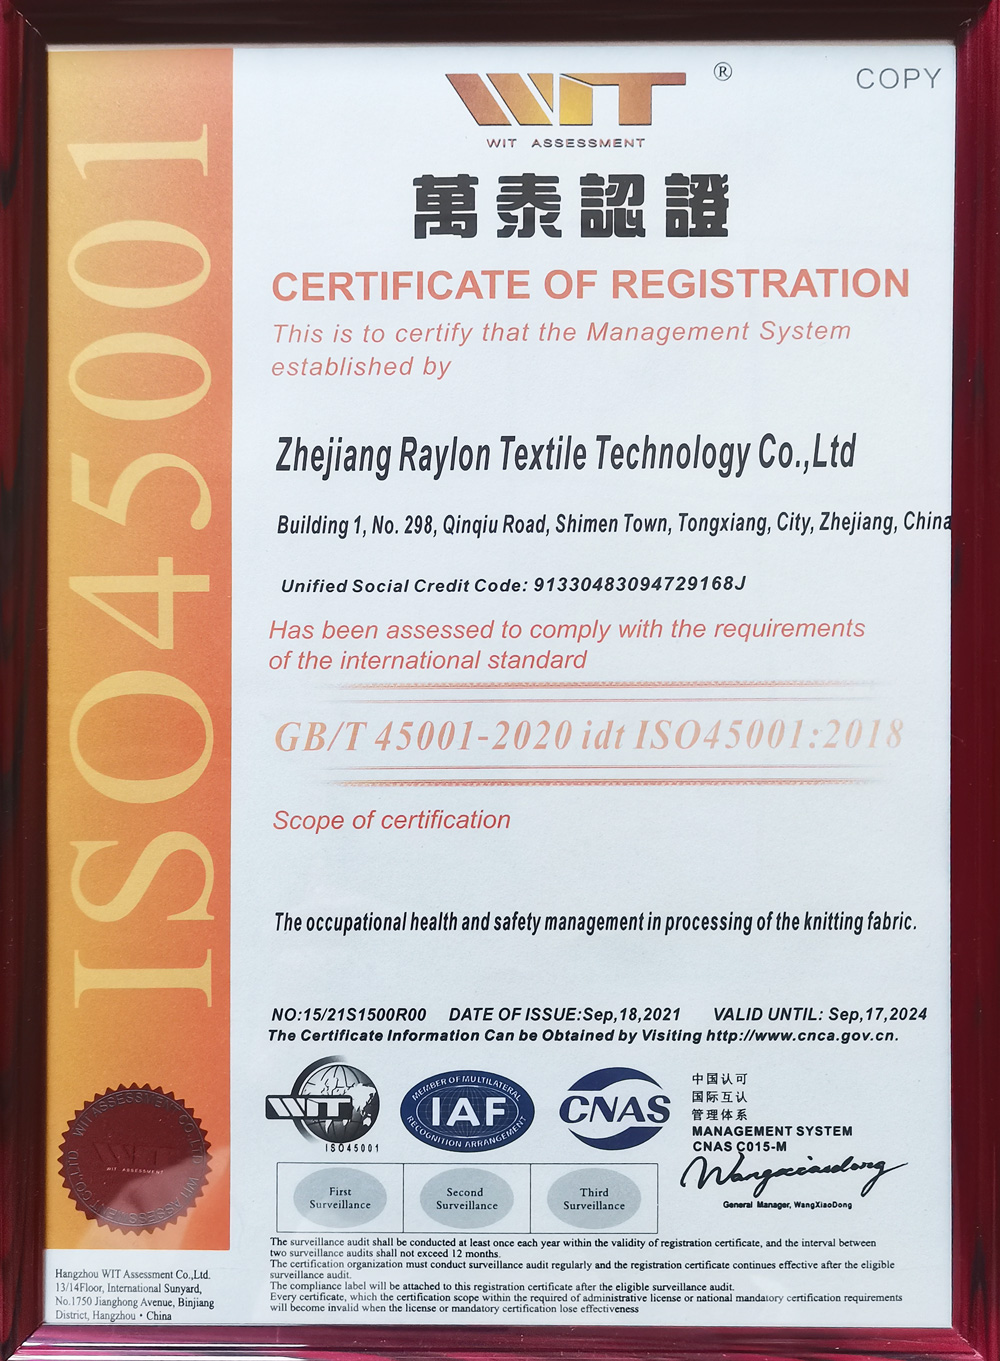 ISO45001
WIT ®
COPY
WIT ASSESSMENT
萬泰認證
CERTIFICATE OF REGISTRATION
This is to certify that the Management System
established by
Zhejiang Raylon Textile Technology Co.,Ltd
Building 1, No. 298, Qinqiu Road, Shimen Town, Tongxiang, City, Zhejiang, China
Unified Social Credit Code: 91330483094729168J
Has been assessed to comply with the requirements
of the international standard
GB/T 45001-2020 idt ISO45001:2018
Scope of certification
The occupational health and safety management in processing of the knitting fabric.
NO:15/21S1500R00 DATE OF ISSUE:Sep,18,2021 VALID UNTIL: Sep,17,2024
The Certificate Information Can be Obtained by Visiting http://www.cnca.gov.cn.
WIT
ISO45001
MEMBER OF MULTILATERAL
IAF
RECOGNITION ARRANGEMENT
CNAS
中国认可
国际互认
管理体系
MANAGEMENT SYSTEM
CNAS C015-M
Wangxiaodong
General Manager, WangXiaoDong
First
Surveillance
Second
Surveillance
Third
Surveillance
The surveillance audit shall be conducted at least once each year within the validity of registration certificate, and the interval between
two surveillance audits shall not exceed 12 months.
The certification organization must conduct surveillance audit regularly and the registration certificate continues effective after the eligible
surveillance audit.
The compliance label will be attached to this registration certificate after the eligible surveillance audit.
Every certificate, which the certification scope within the required of administrative license or national mandatory certification requirements
will become invalid when the license or mandatory certification lose effectiveness
WIT ASSESSMENT
Hangzhou WIT Assessment Co.,Ltd.
13/14Floor, International Sunyard,
No.1750 Jianghong Avenue, Binjiang
District, Hangzhou · China